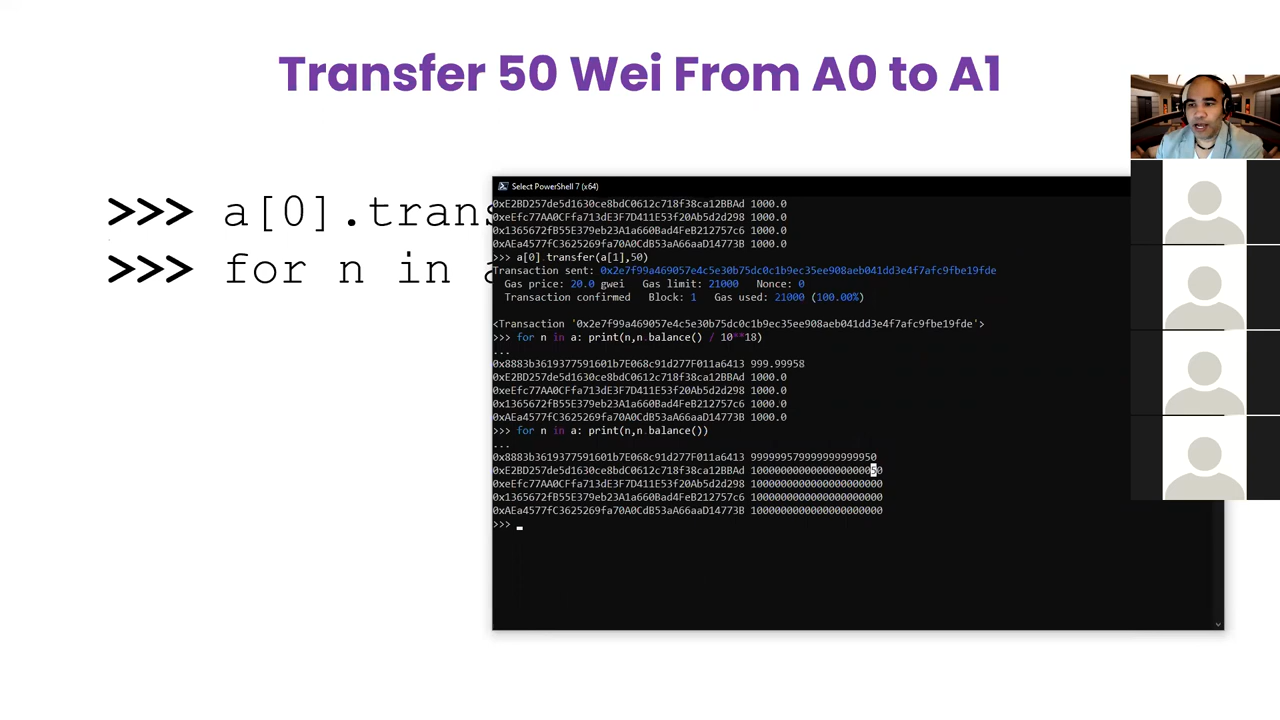 Transfer 50 Wei From A0 to A1
>>> a[0].trans
>>> for n in a
Select PowerShell 7 (x64)
0xE2BD257de5d1630ce8bdC0612c718f38ca12BBAd 1000.0
0xeEfc77AA0CFfa713dE3F7D411E53f20Ab5d2d298 1000.0
0x1365672fB55E379eb23A1a660Bad4FeB212757c6 1000.0
0xAEa4577fC3625269fa70A0CdB53aA66aaD14773B 1000.0
>>> a[0].transfer(a[1],50)
Transaction sent: 0x2e7f99a469057e4c5e30b75dc0c1b9ec35ee908aeb041dd3e4f7afc9fbe19fde
Gas price: 20.0 gwei Gas limit: 21000 Nonce: 0
Transaction confirmed Block: 1 Gas used: 21000 (100.00%)
<Transaction '0x2e7f99a469057e4c5e30b75dc0c1b9ec35ee908aeb041dd3e4f7afc9fbe19fde'>
>>> for n in a: print(n,n.balance() / 10**18)
...
0x8883b3619377591601b7E068c91d277F011a6413 999.99958
0xE2BD257de5d1630ce8bdC0612c718f38ca12BBAd 1000.0
0xeEfc77AA0CFfa713dE3F7D411E53f20Ab5d2d298 1000.0
0x1365672fB55E379eb23A1a660Bad4FeB212757c6 1000.0
0xAEa4577fC3625269fa70A0CdB53aA66aaD14773B 1000.0
>>> for n in a: print(n,n.balance())
...
0x8883b3619377591601b7E068c91d277F011a6413 999999579999999999950
0xE2BD257de5d1630ce8bdC0612c718f38ca12BBAd 1000000000000000000050
0xeEfc77AA0CFfa713dE3F7D411E53f20Ab5d2d298 1000000000000000000000
0x1365672fB55E379eb23A1a660Bad4FeB212757c6 1000000000000000000000
0xAEa4577fC3625269fa70A0CdB53aA66aaD14773B 1000000000000000000000
>>>